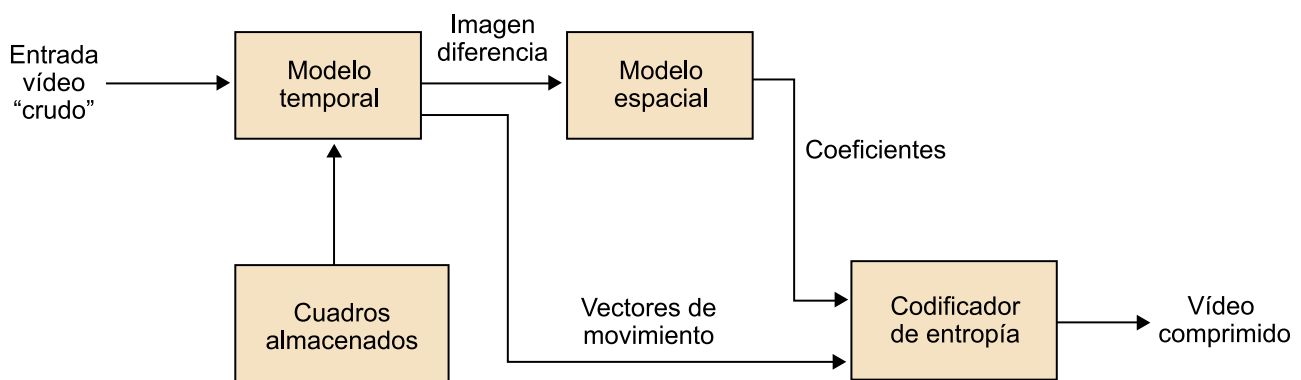 Entrada
vídeo
“crudo”
Modelo
temporal
Imagen
diferencia
Modelo
espacial
Coeficientes
Cuadros
almacenados
Vectores de
movimiento
Codificador
de entropía
Vídeo
comprimido